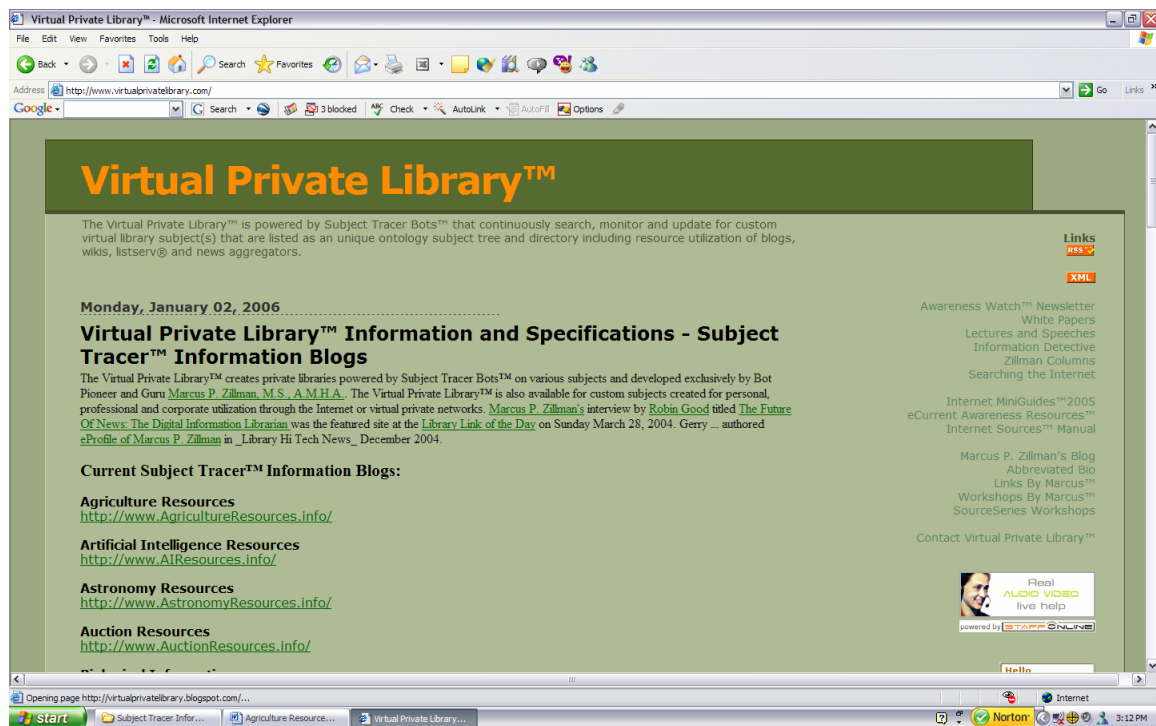 Virtual Private Library™ - Microsoft Internet Explorer
File Edit View Favorites Tools Help
Back Search Favorites
Address http://www.virtualprivatelibrary.com/ Go Links »
Google Search 3 blocked Check AutoLink AutoFill Options
Virtual Private Library™
The Virtual Private Library™ is powered by Subject Tracer Bots™ that continuously search, monitor and update for custom
virtual library subject(s) that are listed as an unique ontology subject tree and directory including resource utilization of blogs,
wikis, listserv® and news aggregators.
Monday, January 02, 2006
Virtual Private Library™ Information and Specifications - Subject
Tracer™ Information Blogs
The Virtual Private Library™ creates private libraries powered by Subject Tracer Bots™ on various subjects and developed exclusively by Bot
Pioneer and Guru Marcus P. Zillman, M.S., A.M.H.A.. The Virtual Private Library™ is also available for custom subjects created for personal,
professional and corporate utilization through the Internet or virtual private networks. Marcus P. Zillman's interview by Robin Good titled The Future
Of News: The Digital Information Librarian was the featured site at the Library Link of the Day on Sunday March 28, 2004. Gerry ... authored
eProfile of Marcus P. Zillman in _Library Hi Tech News_ December 2004.
Current Subject Tracer™ Information Blogs:
Agriculture Resources
http://www.AgricultureResources.info/
Artificial Intelligence Resources
http://www.AIResources.info/
Astronomy Resources
http://www.AstronomyResources.info/
Auction Resources
http://www.AuctionResources.info/
Links
RSS
XML
Awareness Watch™ Newsletter
White Papers
Lectures and Speeches
Information Detective
Zillman Columns
Searching the Internet
Internet MiniGuides™2005
eCurrent Awareness Resources™
Internet Sources™ Manual
Marcus P. Zillman's Blog
Abbreviated Bio
Links By Marcus™
Workshops By Marcus™
SourceSeries Workshops
Contact Virtual Private Library™
Real
AUDIO VIDEO
live help
powered by STAFF ONLINE
Hello
Opening page http://virtualprivatelibrary.blogspot.com/... Internet
start Subject Tracer Infor... Agriculture Resource... Virtual Private Library... Norton 3:12 PM